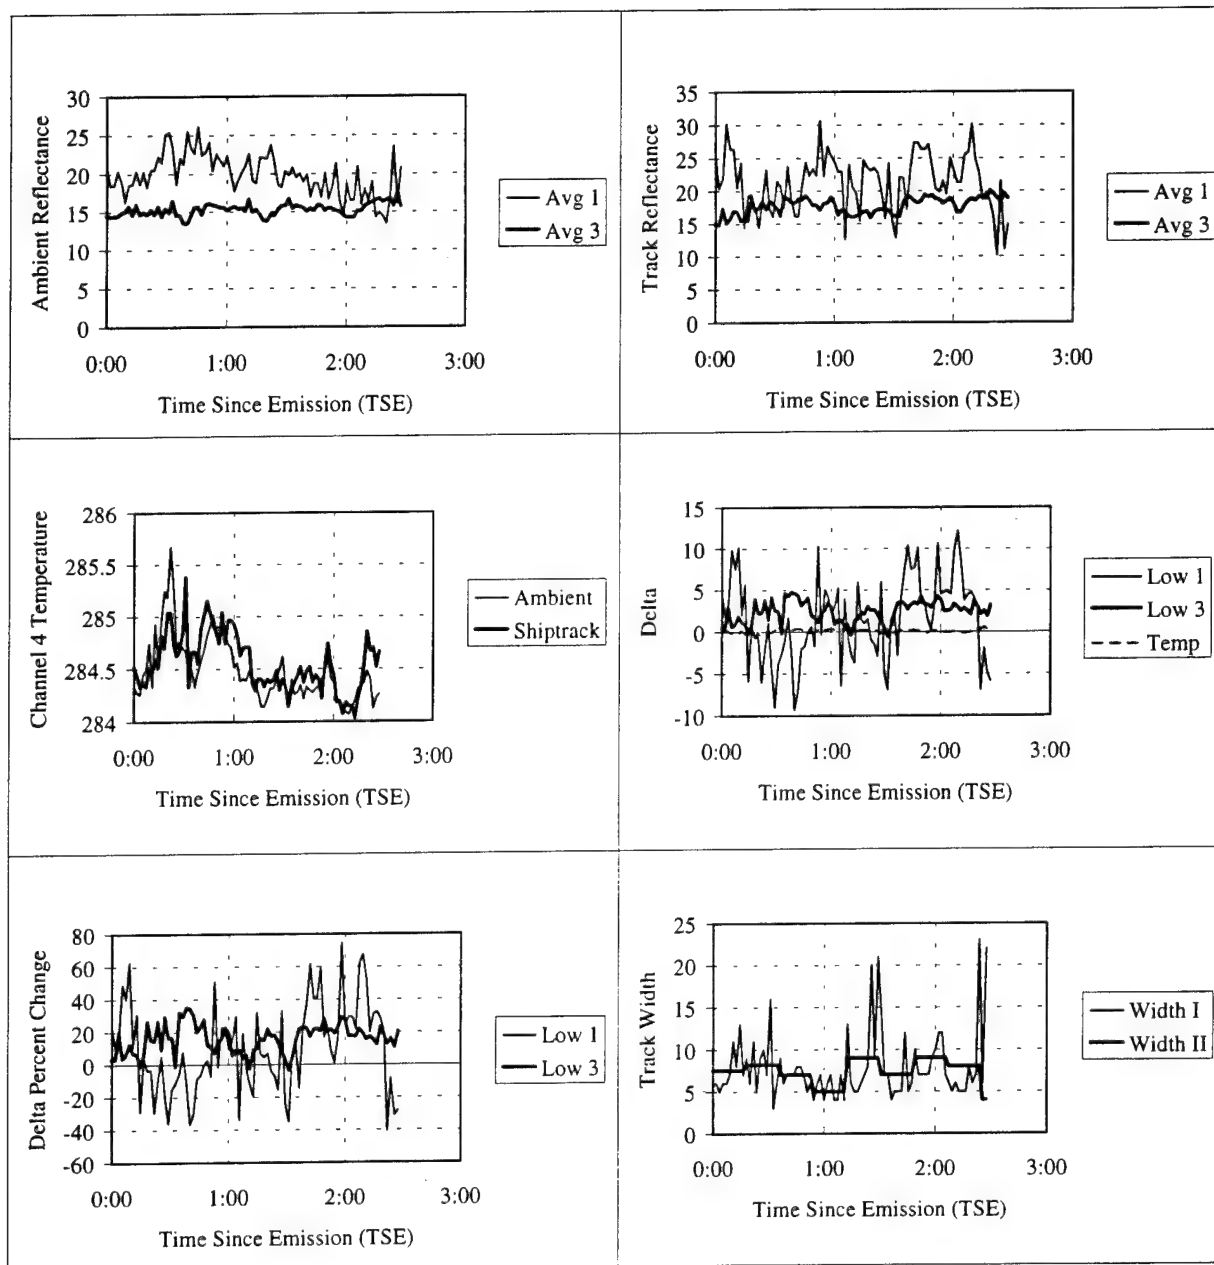 Ambient Reflectance
30
25
20
15
10
5
0
0:00 1:00 2:00 3:00
Time Since Emission (TSE)
Avg 1
Avg 3
Track Reflectance
35
30
25
20
15
10
5
0
0:00 1:00 2:00 3:00
Time Since Emission (TSE)
Avg 1
Avg 3
Channel 4 Temperature
286
285.5
285
284.5
284
0:00 1:00 2:00 3:00
Time Since Emission (TSE)
Ambient
Shiptrack
Delta
15
10
5
0
-5
-10
0:00 1:00 2:00 3:00
Time Since Emission (TSE)
Low 1
Low 3
Temp
Delta Percent Change
80
60
40
20
0
-20
-40
-60
0:00 1:00 2:00 3:00
Time Since Emission (TSE)
Low 1
Low 3
Track Width
25
20
15
10
5
0
0:00 1:00 2:00 3:00
Time Since Emission (TSE)
Width I
Width II